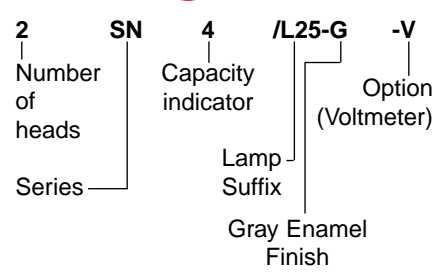 2 SN 4 /L25-G -V
Number of heads
Capacity indicator
Option (Voltmeter)
Lamp Suffix
Series
Gray Enamel Finish